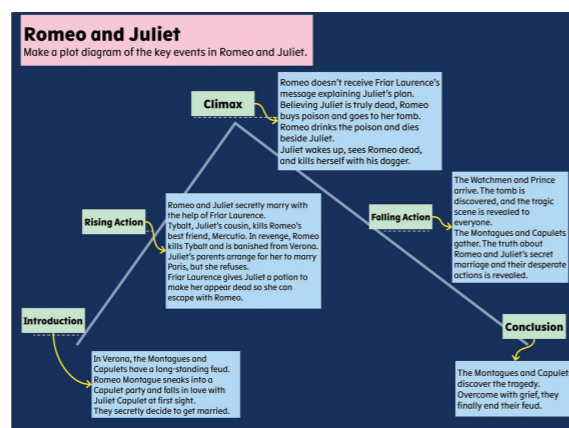 Romeo and Juliet
Make a plot diagram of the key events in Romeo and Juliet.
Climax
Romeo doesn't receive Friar Laurence's
message explaining Juliet's plan.
Believing Juliet is truly dead, Romeo
buys poison and goes to her tomb.
Romeo drinks the poison and dies
beside Juliet.
Juliet wakes up, sees Romeo dead,
and kills herself with his dagger.
Rising Action
Romeo and Juliet secretly marry with
the help of Friar Laurence.
Tybalt, Juliet's cousin, kills Romeo's
best friend, Mercutio. In revenge, Romeo
kills Tybalt and is banished from Verona.
Juliet's parents arrange for her to marry
Paris, but she refuses.
Friar Laurence gives Juliet a potion to
make her appear dead so she can
escape with Romeo.
Falling Action
The Watchmen and Prince
arrive. The tomb is
discovered, and the tragic
scene is revealed to
everyone.
The Montagues and Capulets
gather. The truth about
Romeo and Juliet's secret
marriage and their desperate
actions is revealed.
Introduction
In Verona, the Montagues and
Capulets have a long-standing feud.
Romeo Montague sneaks into a
Capulet party and falls in love with
Juliet Capulet at first sight.
They secretly decide to get married.
Conclusion
The Montagues and Capulet
discover the tragedy.
Overcome with grief, they
finally end their feud.